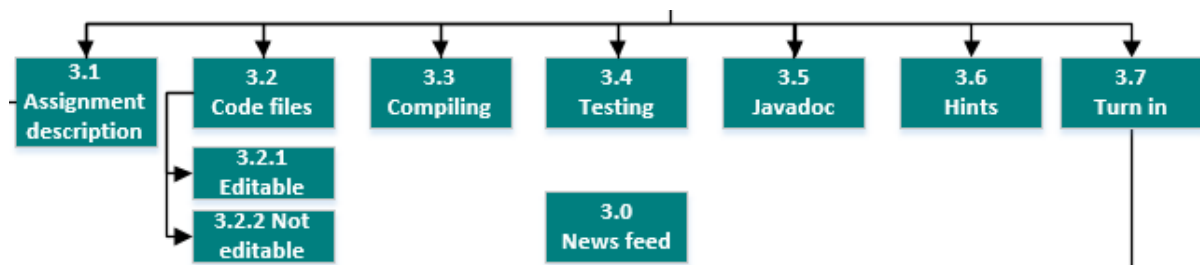 3.1
Assignment
description
3.2
Code files
3.3
Compiling
3.4
Testing
3.5
Javadoc
3.6
Hints
3.7
Turn in
3.2.1
Editable
3.2.2 Not
editable
3.0
News feed